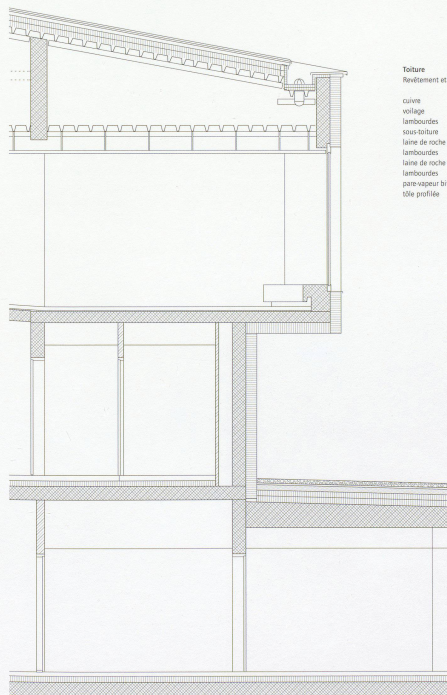 Toiture
Revêtement et
cuivre
voilage
lambourdes
sous-toiture
laine de roche
lambourdes
laine de roche
lambourdes
pare-vapeur bi
tôle profilée